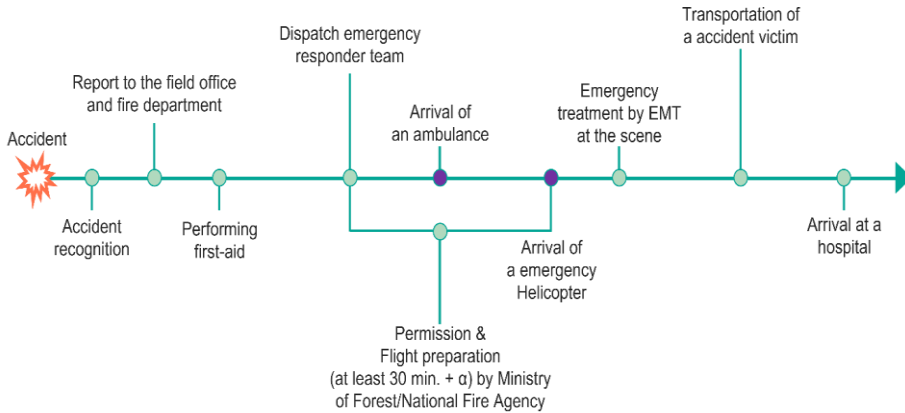 Accident
Accident
recognition
Report to the field office
and fire department
Performing
first-aid
Dispatch emergency
responder team
Arrival of
an ambulance
Permission &
Flight preparation
(at least 30 min. + α) by Ministry
of Forest/National Fire Agency
Arrival of
a emergency
Helicopter
Emergency
treatment by EMT
at the scene
Transportation of
a accident victim
Arrival at a
hospital